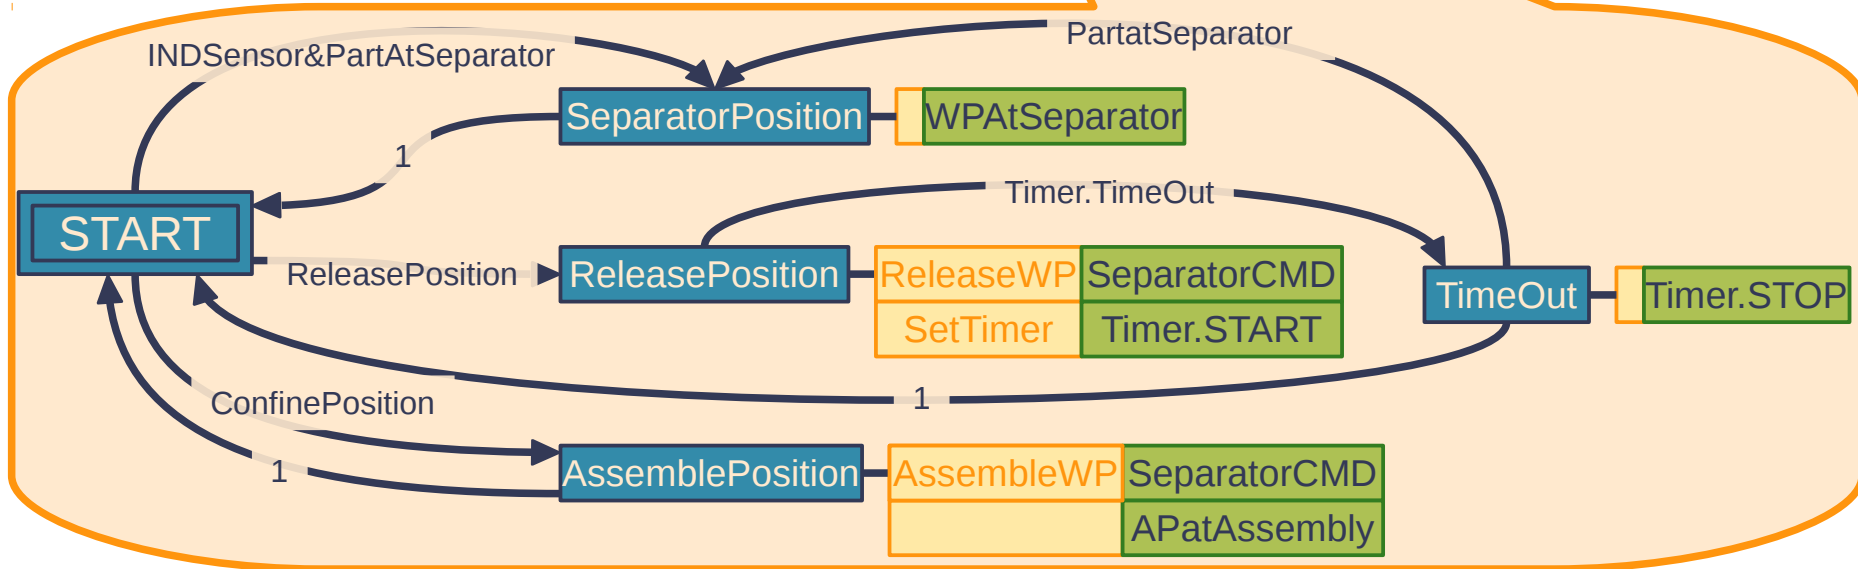 INDSensor&PartAtSeparator
PartatSeparator
SeparatorPosition
WPAtSeparator
1
START
Timer.TimeOut
ReleasePosition
ReleasePosition
ReleaseWP
SeparatorCMD
SetTimer
Timer.START
TimeOut
Timer.STOP
1
ConfinePosition
1
AssemblePosition
AssembleWP
SeparatorCMD
APatAssembly